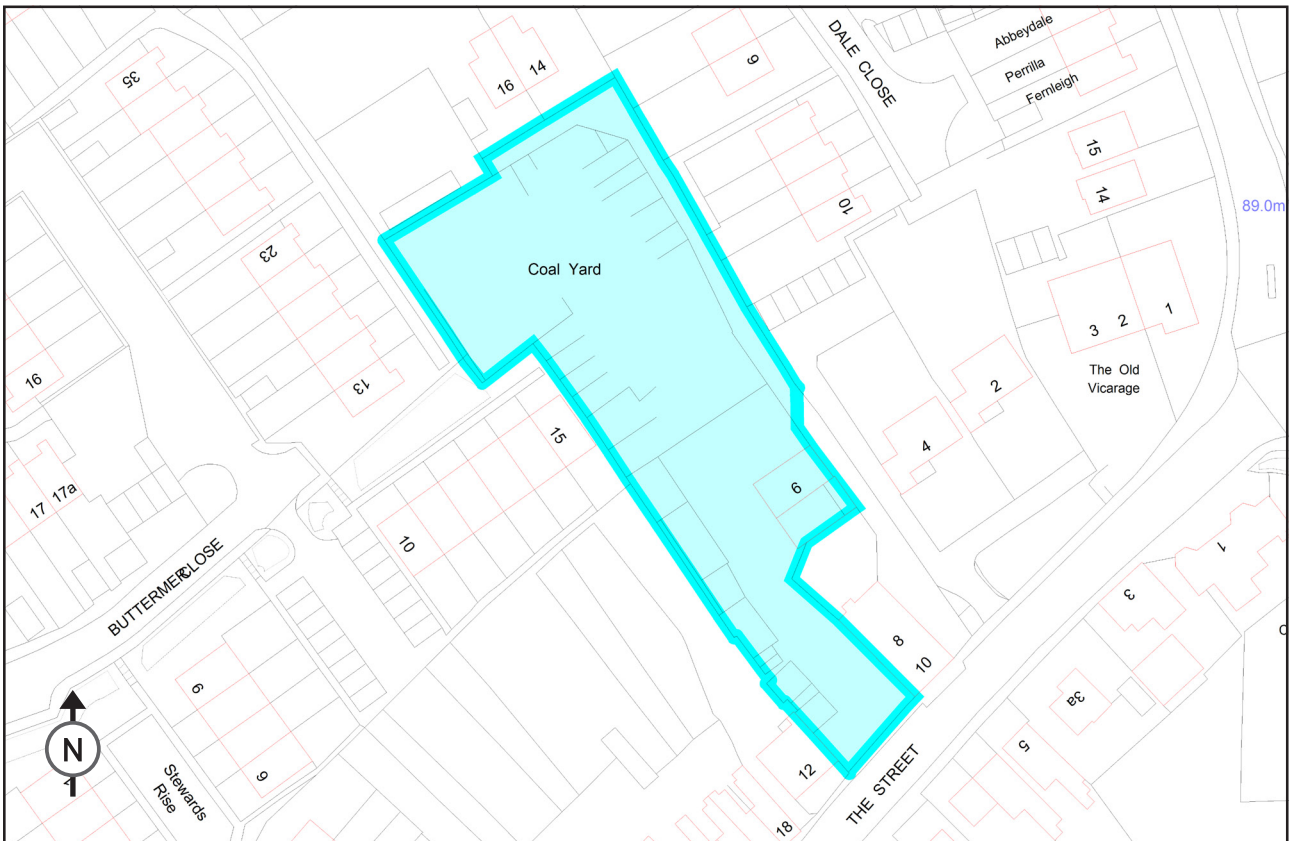 35
16
14
9
DALE CLOSE
Abbeydale
Perrilla
Fernleigh
15
14
10
89.0m
23
Coal Yard
3
2
1
The Old
Vicarage
16
13
2
15
4
17
17a
6
10
BUTTERMERE CLOSE
1
3
8
10
6
3a
N
5
12
9
Stewards
Rise
THE STREET
18